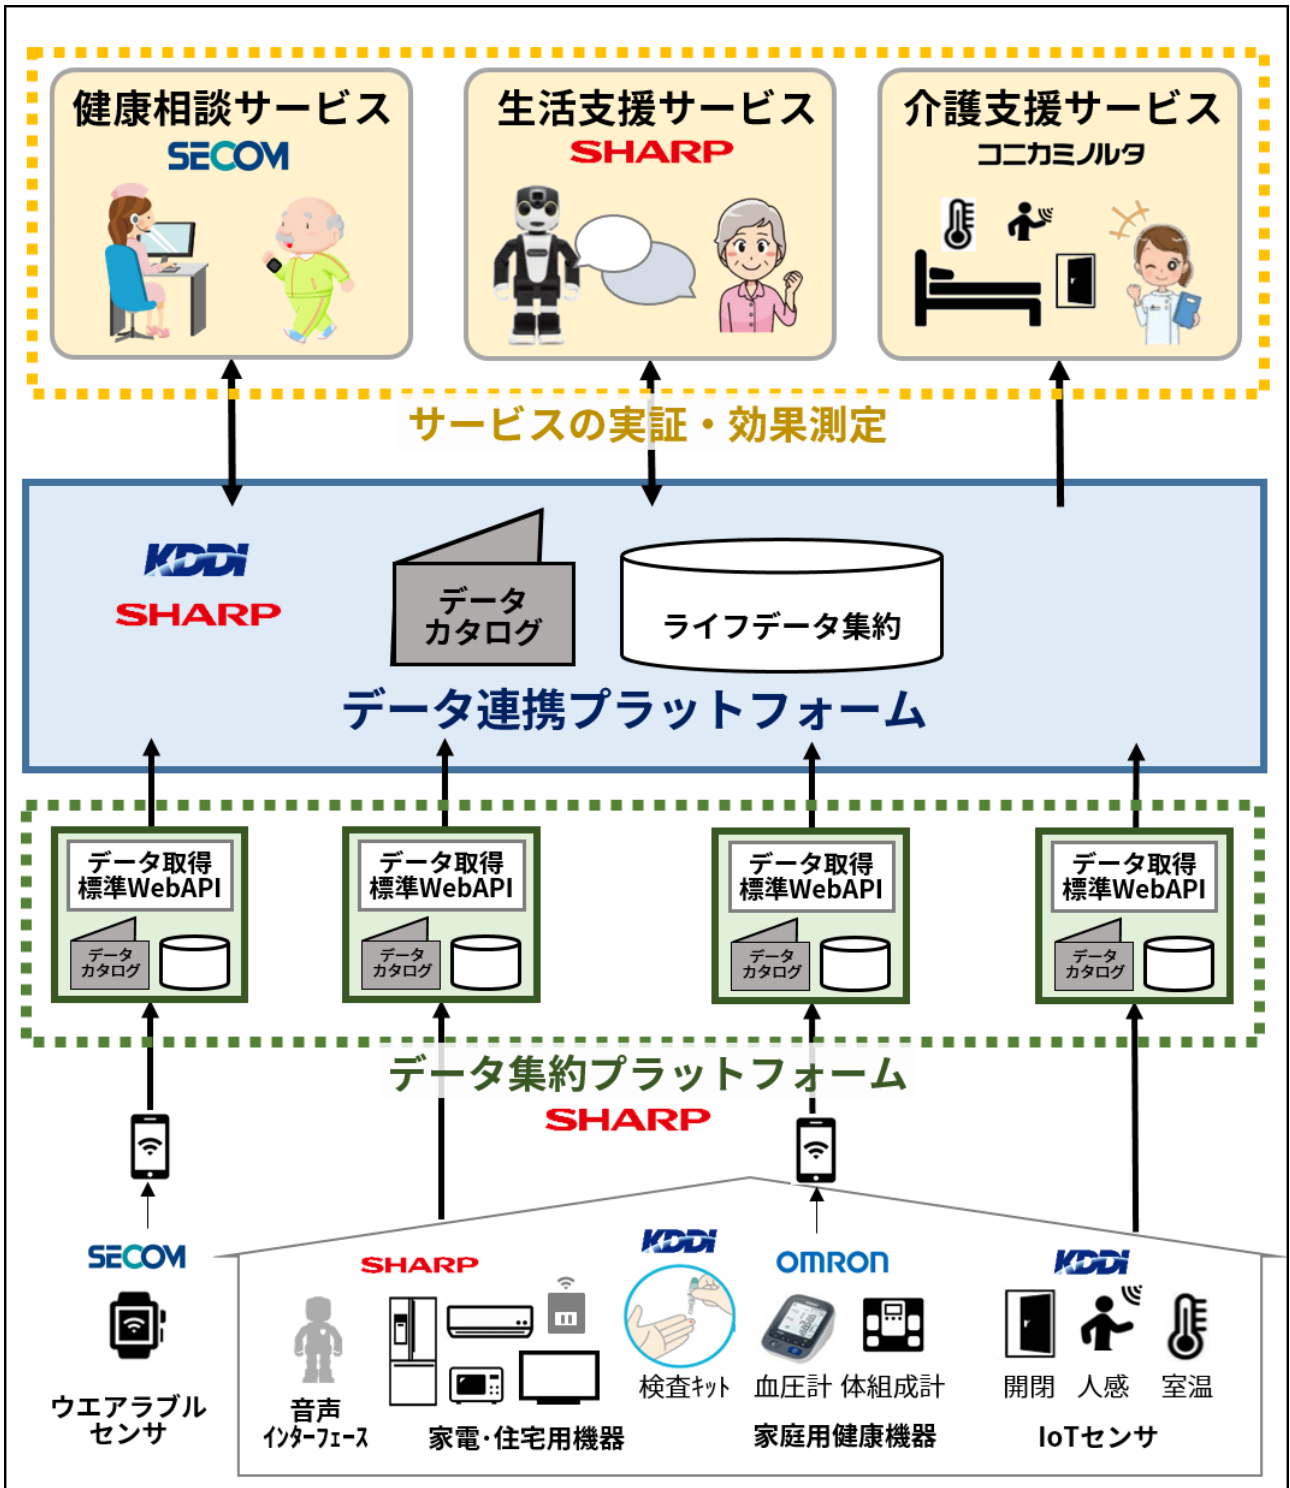 健康相談サービス
SECOM
生活支援サービス
SHARP
介護支援サービス
コニカミノルタ
サービスの実証・効果測定
KDDI
SHARP
データ
カタログ
ライフデータ集約
データ連携プラットフォーム
データ取得
標準WebAPI
データ
カタログ
データ取得
標準WebAPI
データ
カタログ
データ取得
標準WebAPI
データ
カタログ
データ取得
標準WebAPI
データ
カタログ
データ集約プラットフォーム
SHARP
SECOM
ウエアラブル
センサ
SHARP
音声
インターフェース
家電・住宅用機器
KDDI
検査キット
OMRON
血圧計
体組成計
家庭用健康機器
KDDI
開閉
人感
室温
IoTセンサ